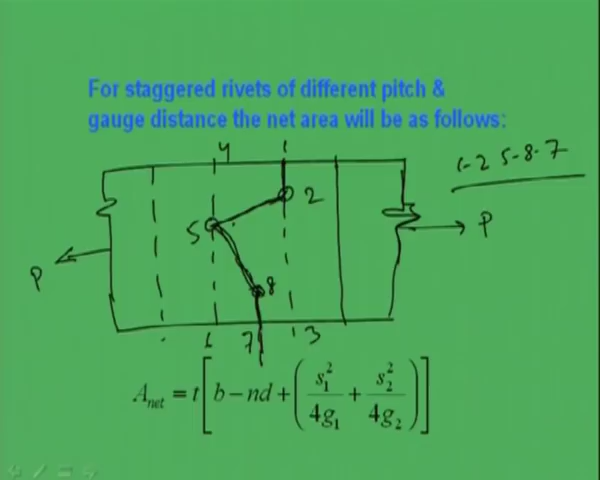 For staggered rivets of different pitch &
gauge distance the net area will be as follows:
1-2 5-8-7
4 1
2
5
P
P
8
6 7 3
A_net = t[b - nd + (s₁²/4g₁ + s₂²/4g₂)]